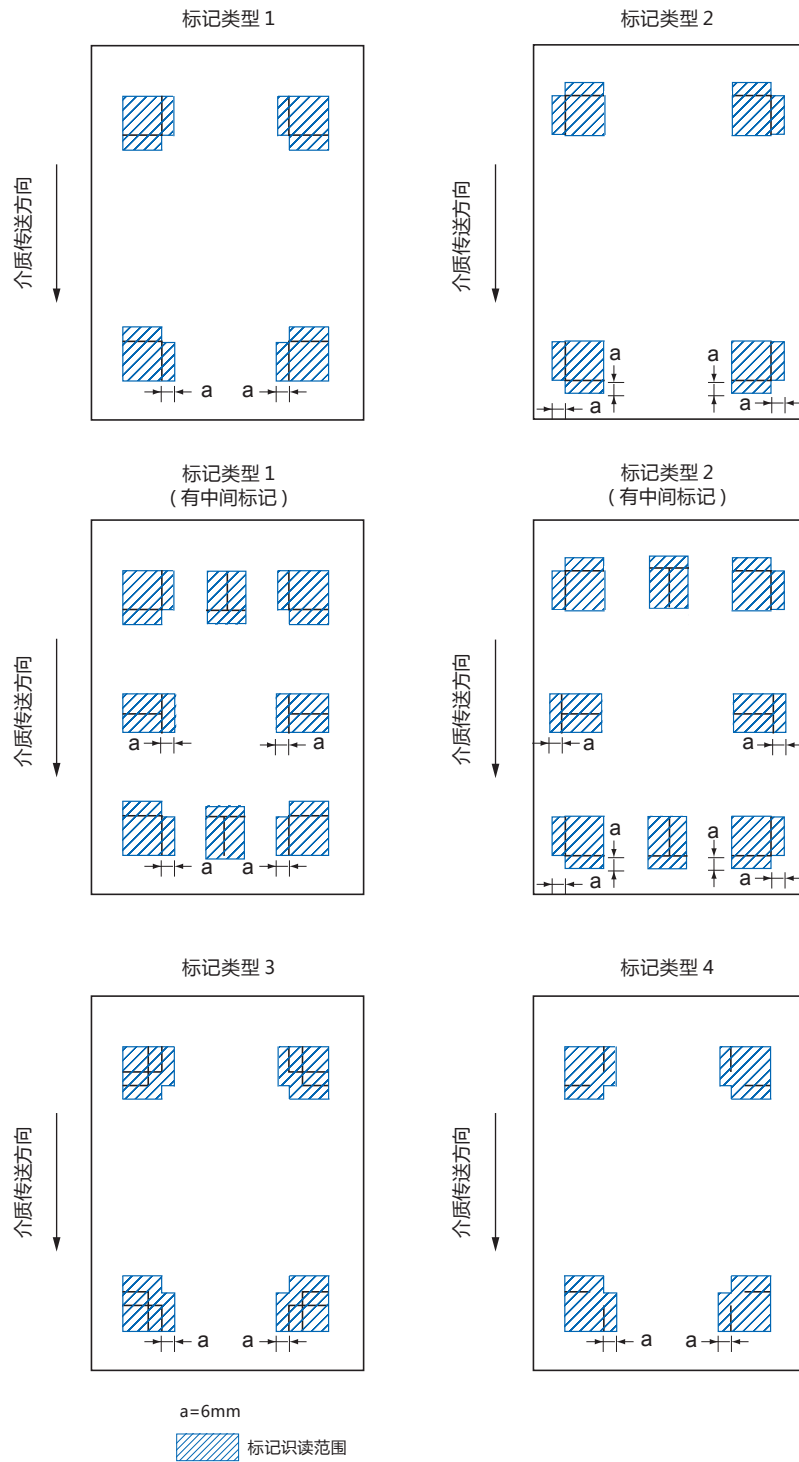 标记类型 1
标记类型 2
介质传送方向
介质传送方向
a
a
a
a
a
a
标记类型 1
( 有中间标记 )
标记类型 2
( 有中间标记 )
介质传送方向
介质传送方向
a
a
a
a
a
a
a
a
a
a
标记类型 3
标记类型 4
介质传送方向
介质传送方向
a
a
a
a
a=6mm
标记识读范围